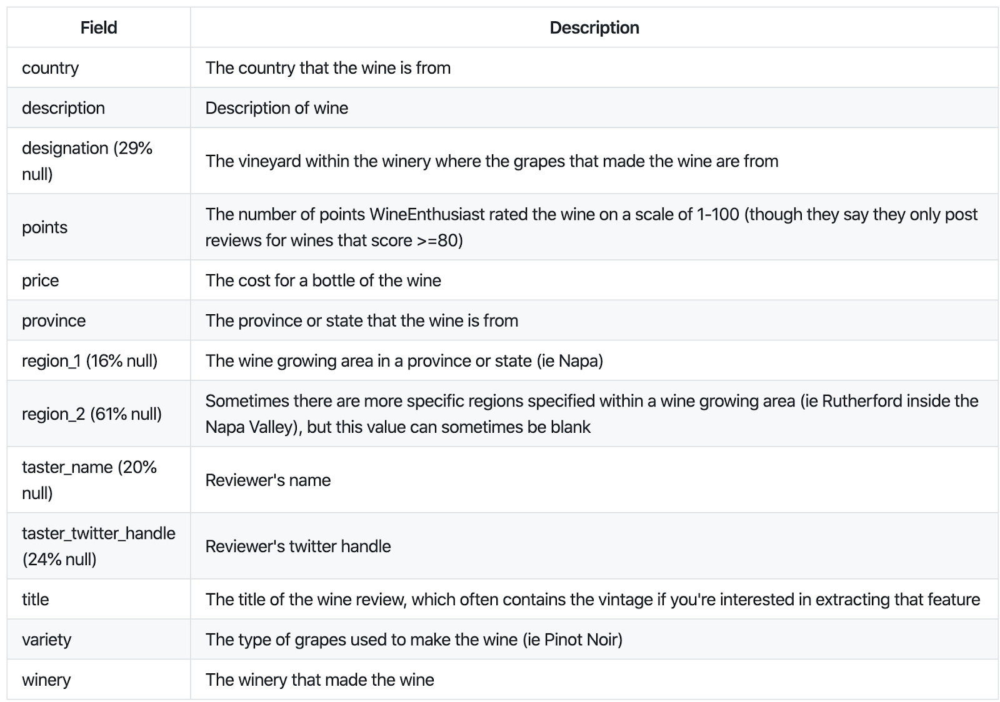 Field Description
country The country that the wine is from
description Description of wine
designation (29%
null)
The vineyard within the winery where the grapes that made the wine are from
points
The number of points WineEnthusiast rated the wine on a scale of 1-100 (though they say they only post
reviews for wines that score >=80)
price The cost for a bottle of the wine
province The province or state that the wine is from
region_1 (16% null) The wine growing area in a province or state (ie Napa)
region_2 (61% null)
Sometimes there are more specific regions specified within a wine growing area (ie Rutherford inside the
Napa Valley), but this value can sometimes be blank
taster_name (20%
null)
Reviewer's name
taster_twitter_handle
(24% null)
Reviewer's twitter handle
title The title of the wine review, which often contains the vintage if you're interested in extracting that feature
variety The type of grapes used to make the wine (ie Pinot Noir)
winery The winery that made the wine